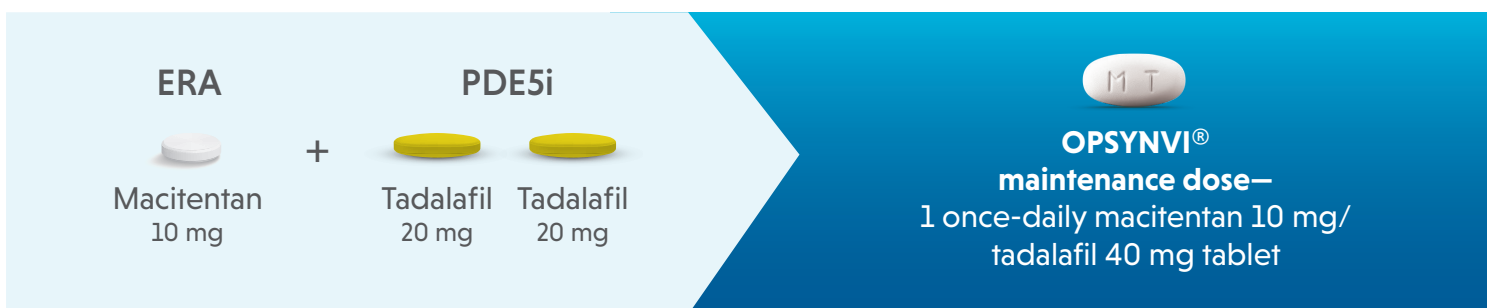 ERA
PDE5i
+
Macitentan
10 mg
Tadalafil
20 mg
Tadalafil
20 mg
M T
OPSYNVI®
maintenance dose—
1 once-daily macitentan 10 mg/
tadalafil 40 mg tablet